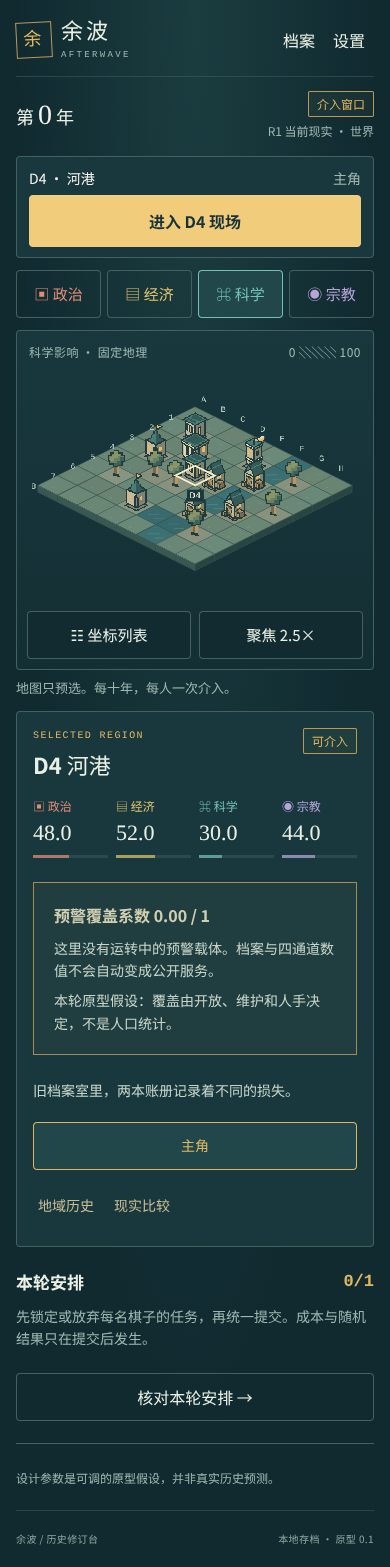 余 余波
AFTERWAVE
档案 设置
第 0 年
介入窗口
R1 当前现实 · 世界
D4 · 河港 主角
进入 D4 现场
政治 经济 科学 宗教
科学影响 · 固定地理 0 100
A
B
C
D
E
F
G
H
1
2
3
4
5
6
7
8
D4
坐标列表 聚焦 2.5×
地图只预选。每十年，每人一次介入。
SELECTED REGION
可介入
D4 河港
政治 经济 科学 宗教
48.0 52.0 30.0 44.0
预警覆盖系数 0.00 / 1
这里没有运转中的预警载体。档案与四通道数
值不会自动变成公开服务。
本轮原型假设：覆盖由开放、维护和人手决
定，不是人口统计。
旧档案室里，两本账册记录着不同的损失。
主角
地域历史 现实比较
本轮安排 0/1
先锁定或放弃每名棋子的任务，再统一提交。成本与随机
结果只在提交后发生。
核对本轮安排 →
设计参数是可调的原型假设，并非真实历史预测。
余波 / 历史修订台 本地存档 · 原型 0.1